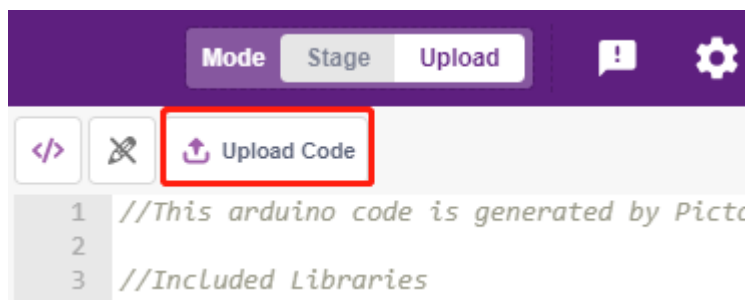 Mode Stage Upload
</> Upload Code
1 //This arduino code is generated by Picto
2
3 //Included Libraries